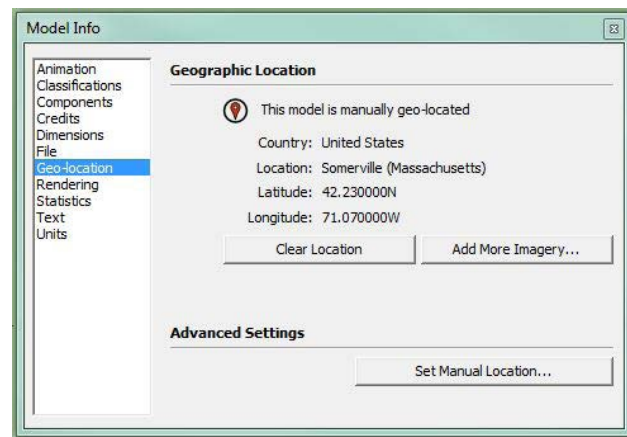 Model Info
Animation
Classifications
Components
Credits
Dimensions
File
Geo-location
Rendering
Statistics
Text
Units
Geographic Location
This model is manually geo-located
Country: United States
Location: Somerville (Massachusetts)
Latitude: 42.230000N
Longitude: 71.070000W
Clear Location
Add More Imagery...
Advanced Settings
Set Manual Location...